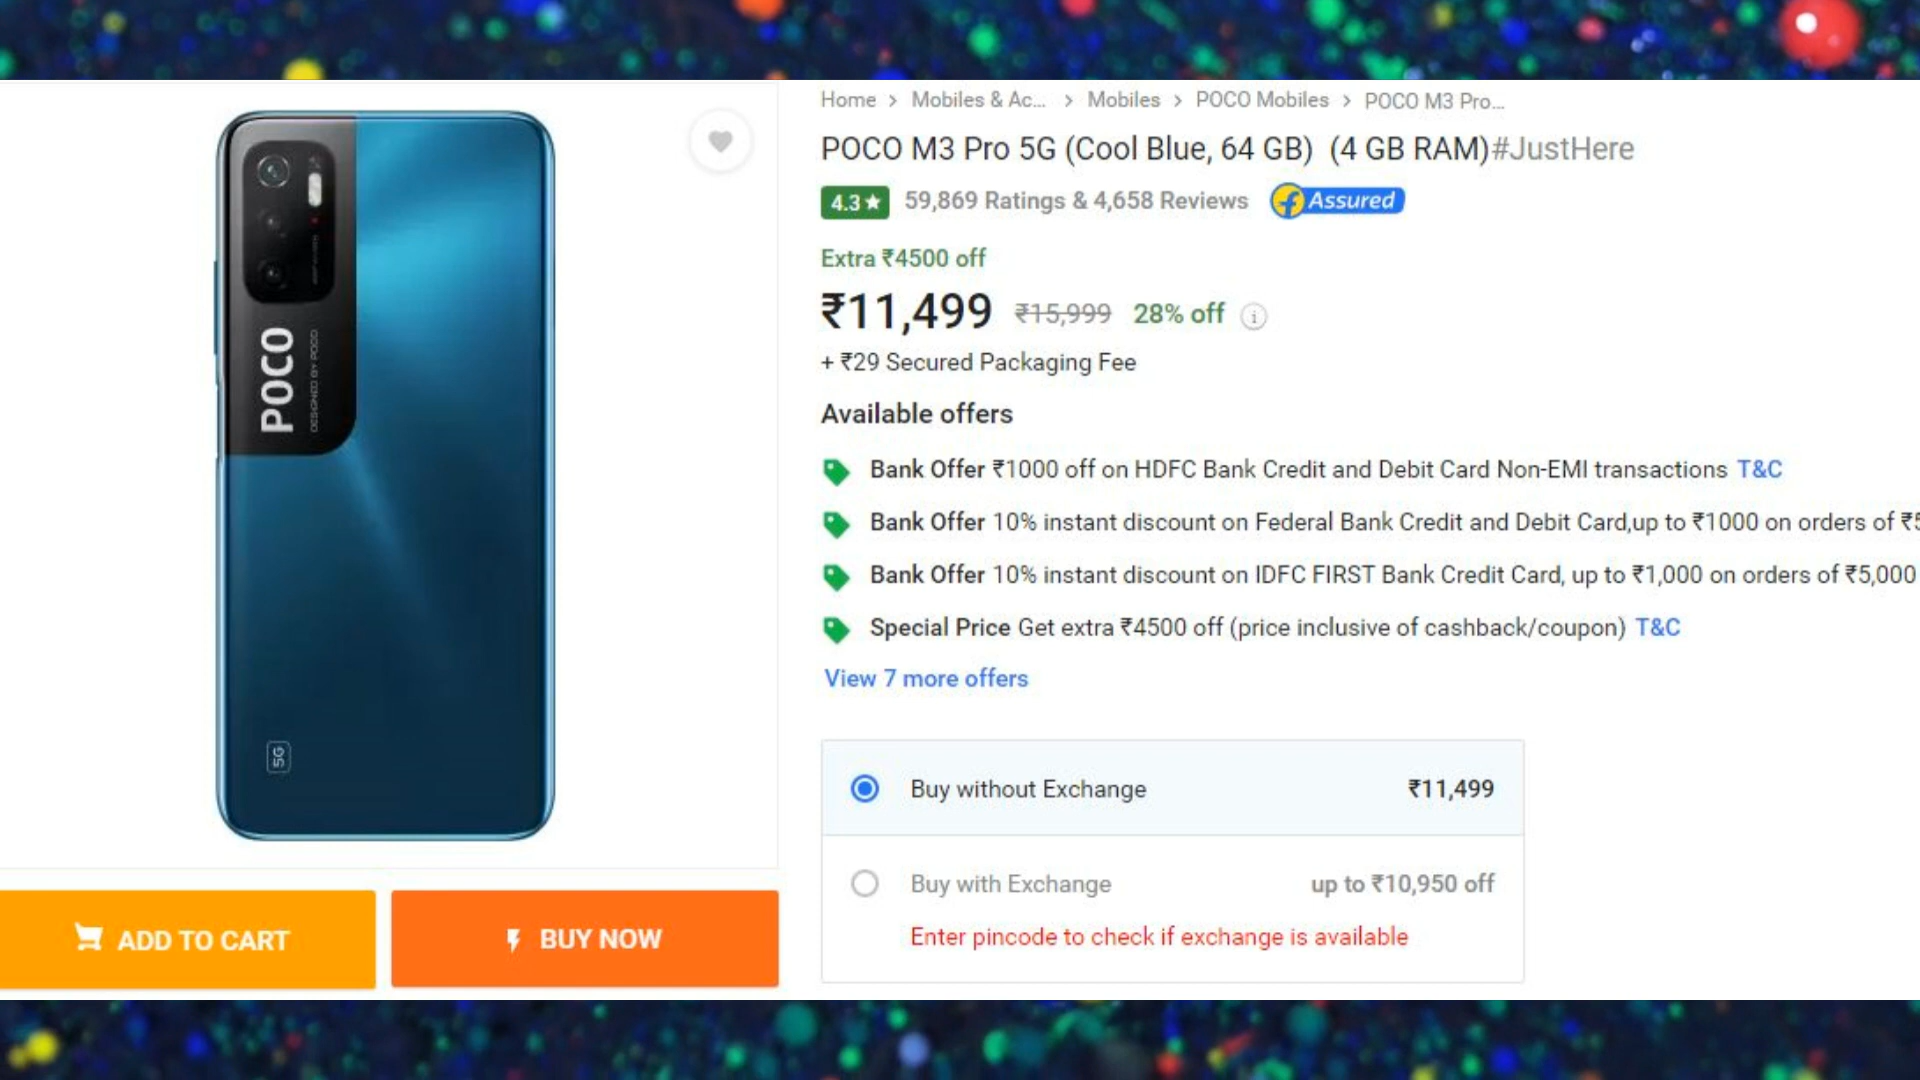 Home > Mobiles & Ac... > Mobiles > POCO Mobiles > POCO M3 Pro...
POCO M3 Pro 5G (Cool Blue, 64 GB) (4 GB RAM)#JustHere
4.3★ 59,869 Ratings & 4,658 Reviews Assured
Extra ₹4500 off
₹11,499 ₹15,999 28% off
+ ₹29 Secured Packaging Fee
Available offers
Bank Offer ₹1000 off on HDFC Bank Credit and Debit Card Non-EMI transactions T&C
Bank Offer 10% instant discount on Federal Bank Credit and Debit Card,up to ₹1000 on orders of ₹5
Bank Offer 10% instant discount on IDFC FIRST Bank Credit Card, up to ₹1,000 on orders of ₹5,000
Special Price Get extra ₹4500 off (price inclusive of cashback/coupon) T&C
View 7 more offers
Buy without Exchange ₹11,499
Buy with Exchange up to ₹10,950 off
Enter pincode to check if exchange is available
POCO
DESIGNED BY POCO
5G
ADD TO CART
BUY NOW